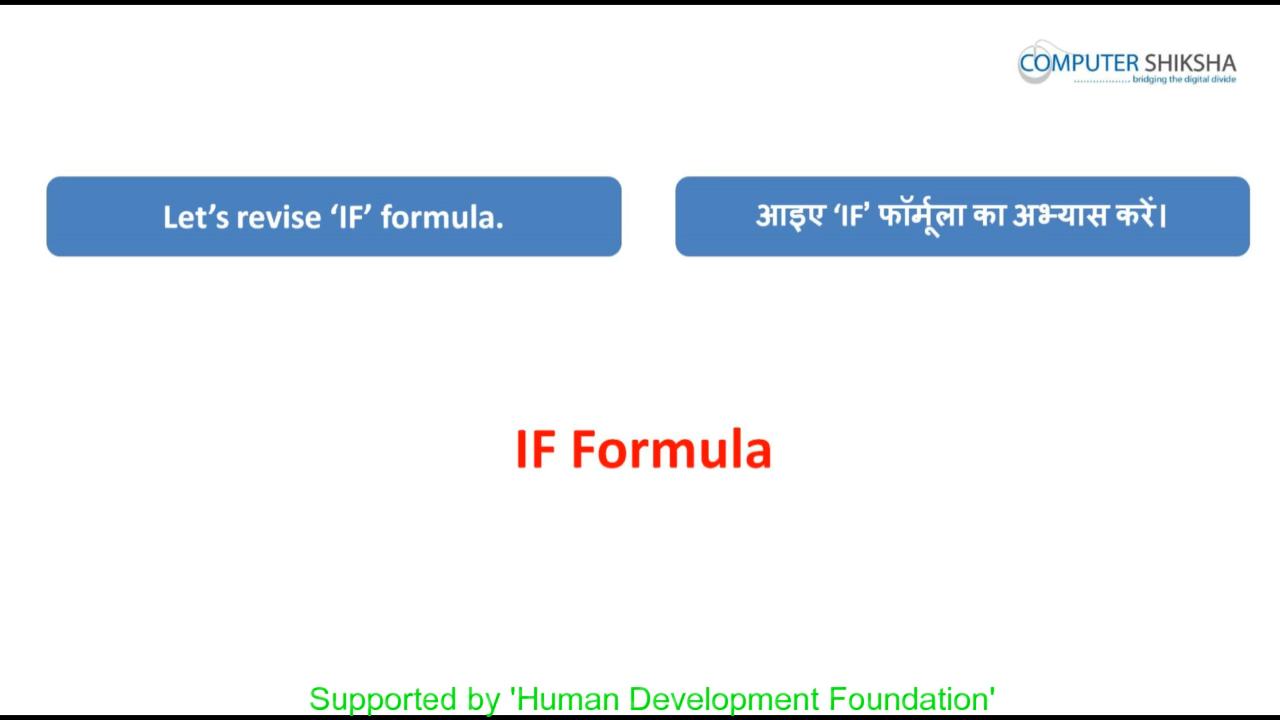 COMPUTER SHIKSHA
.................. bridging the digital divide
Let’s revise ‘IF’ formula.
आइए ‘IF’ फॉर्मूला का अभ्यास करें।
IF Formula
Supported by 'Human Development Foundation'